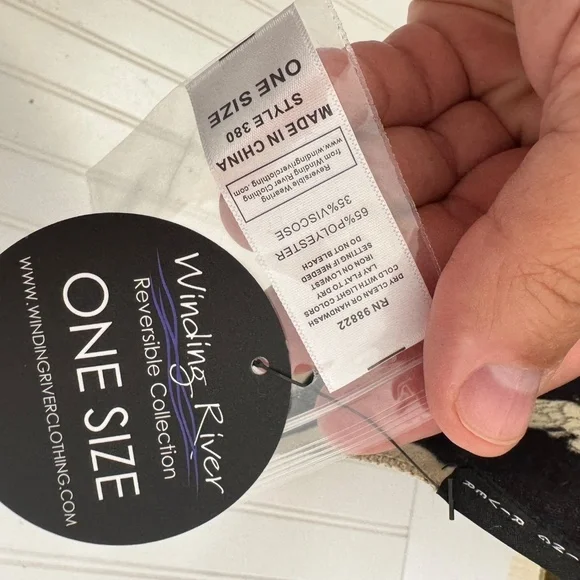 Winding River
Reversible Collection
ONE SIZE
WWW.WINDINGRIVERCLOTHING.COM
ONE SIZE
STYLE 380
MADE IN CHINA
Reversible Wearing
from Winding River
www.windingriverclothing.com
65%POLYESTER
35%VISCOSE
DRY CLEAN OR HANDWASH
COLD WITH LIGHT COLORS
LAY FLAT TO DRY
IRON ON LOWEST
SETTING IF NEEDED
DO NOT BLEACH
RN 98822
ING RIVER